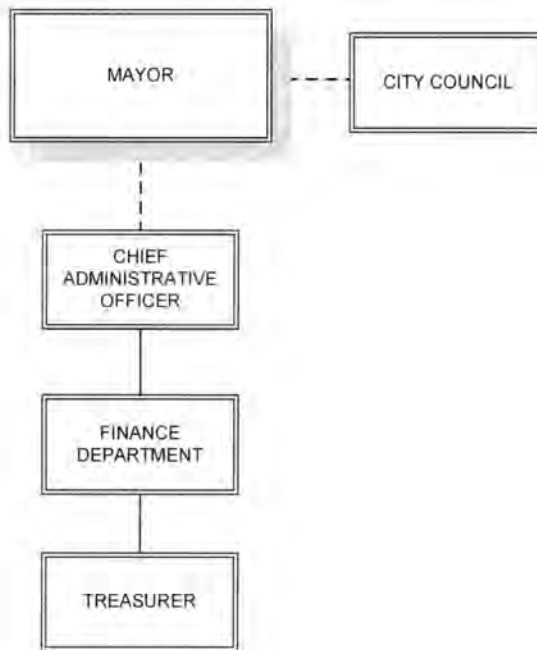 MAYOR
CITY COUNCIL
CHIEF
ADMINISTRATIVE
OFFICER
FINANCE
DEPARTMENT
TREASURER